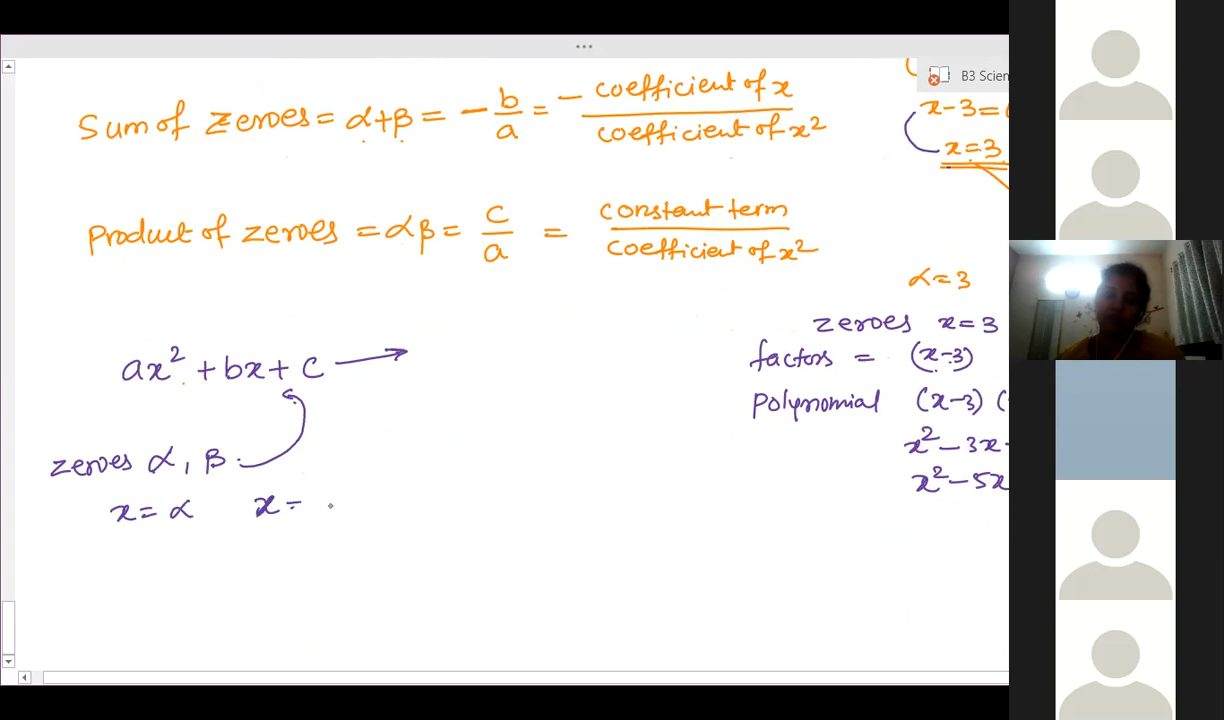 Sum of zeroes = α+β = - b/a = - coefficient of x / coefficient of x²
Product of zeroes = αβ = c/a = constant term / coefficient of x²
ax² + bx + c →
zeroes α, β
x = α x =
B3 Scien
x-3=
x=3
α=3
zeroes x=3
factors = (x-3)
polynomial (x-3) (
x² - 3x
x² - 5x